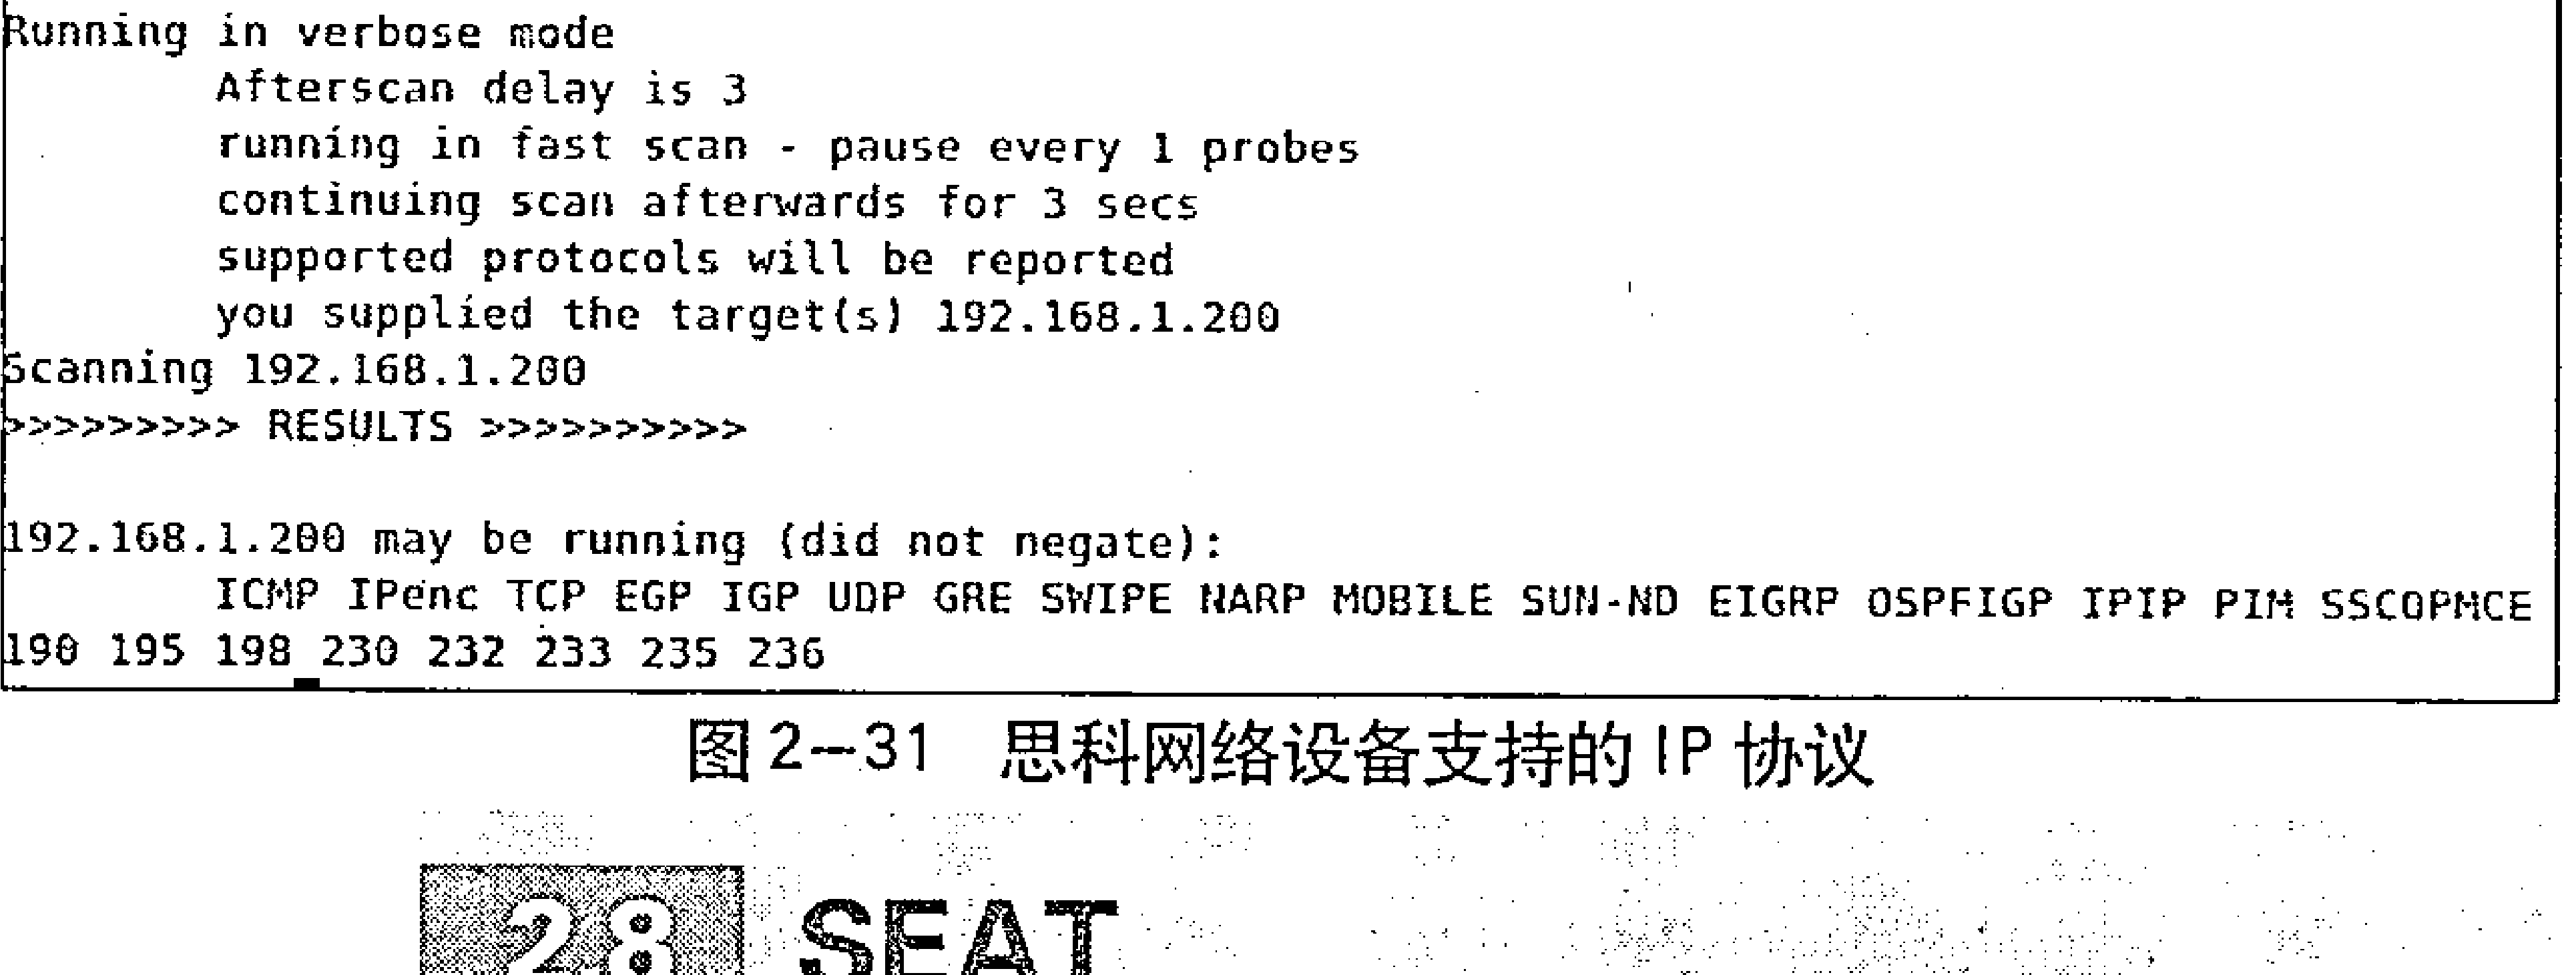 Running in verbose mode
Afterscan delay is 3
running in fast scan - pause every 1 probes
continuing scan afterwards for 3 secs
supported protocols will be reported
you supplied the target(s) 192.168.1.200
Scanning 192.168.1.200
>>>>>>>>> RESULTS >>>>>>>>>>
192.168.1.200 may be running (did not negate):
ICMP IPenc TCP EGP IGP UDP GRE SWIPE NARP MOBILE SUN-ND EIGRP OSPFIGP IPIP PIM SSCOPMCE
190 195 198 230 232 233 235 236
图2-31 思科网络设备支持的 IP 协议
28 SEAT